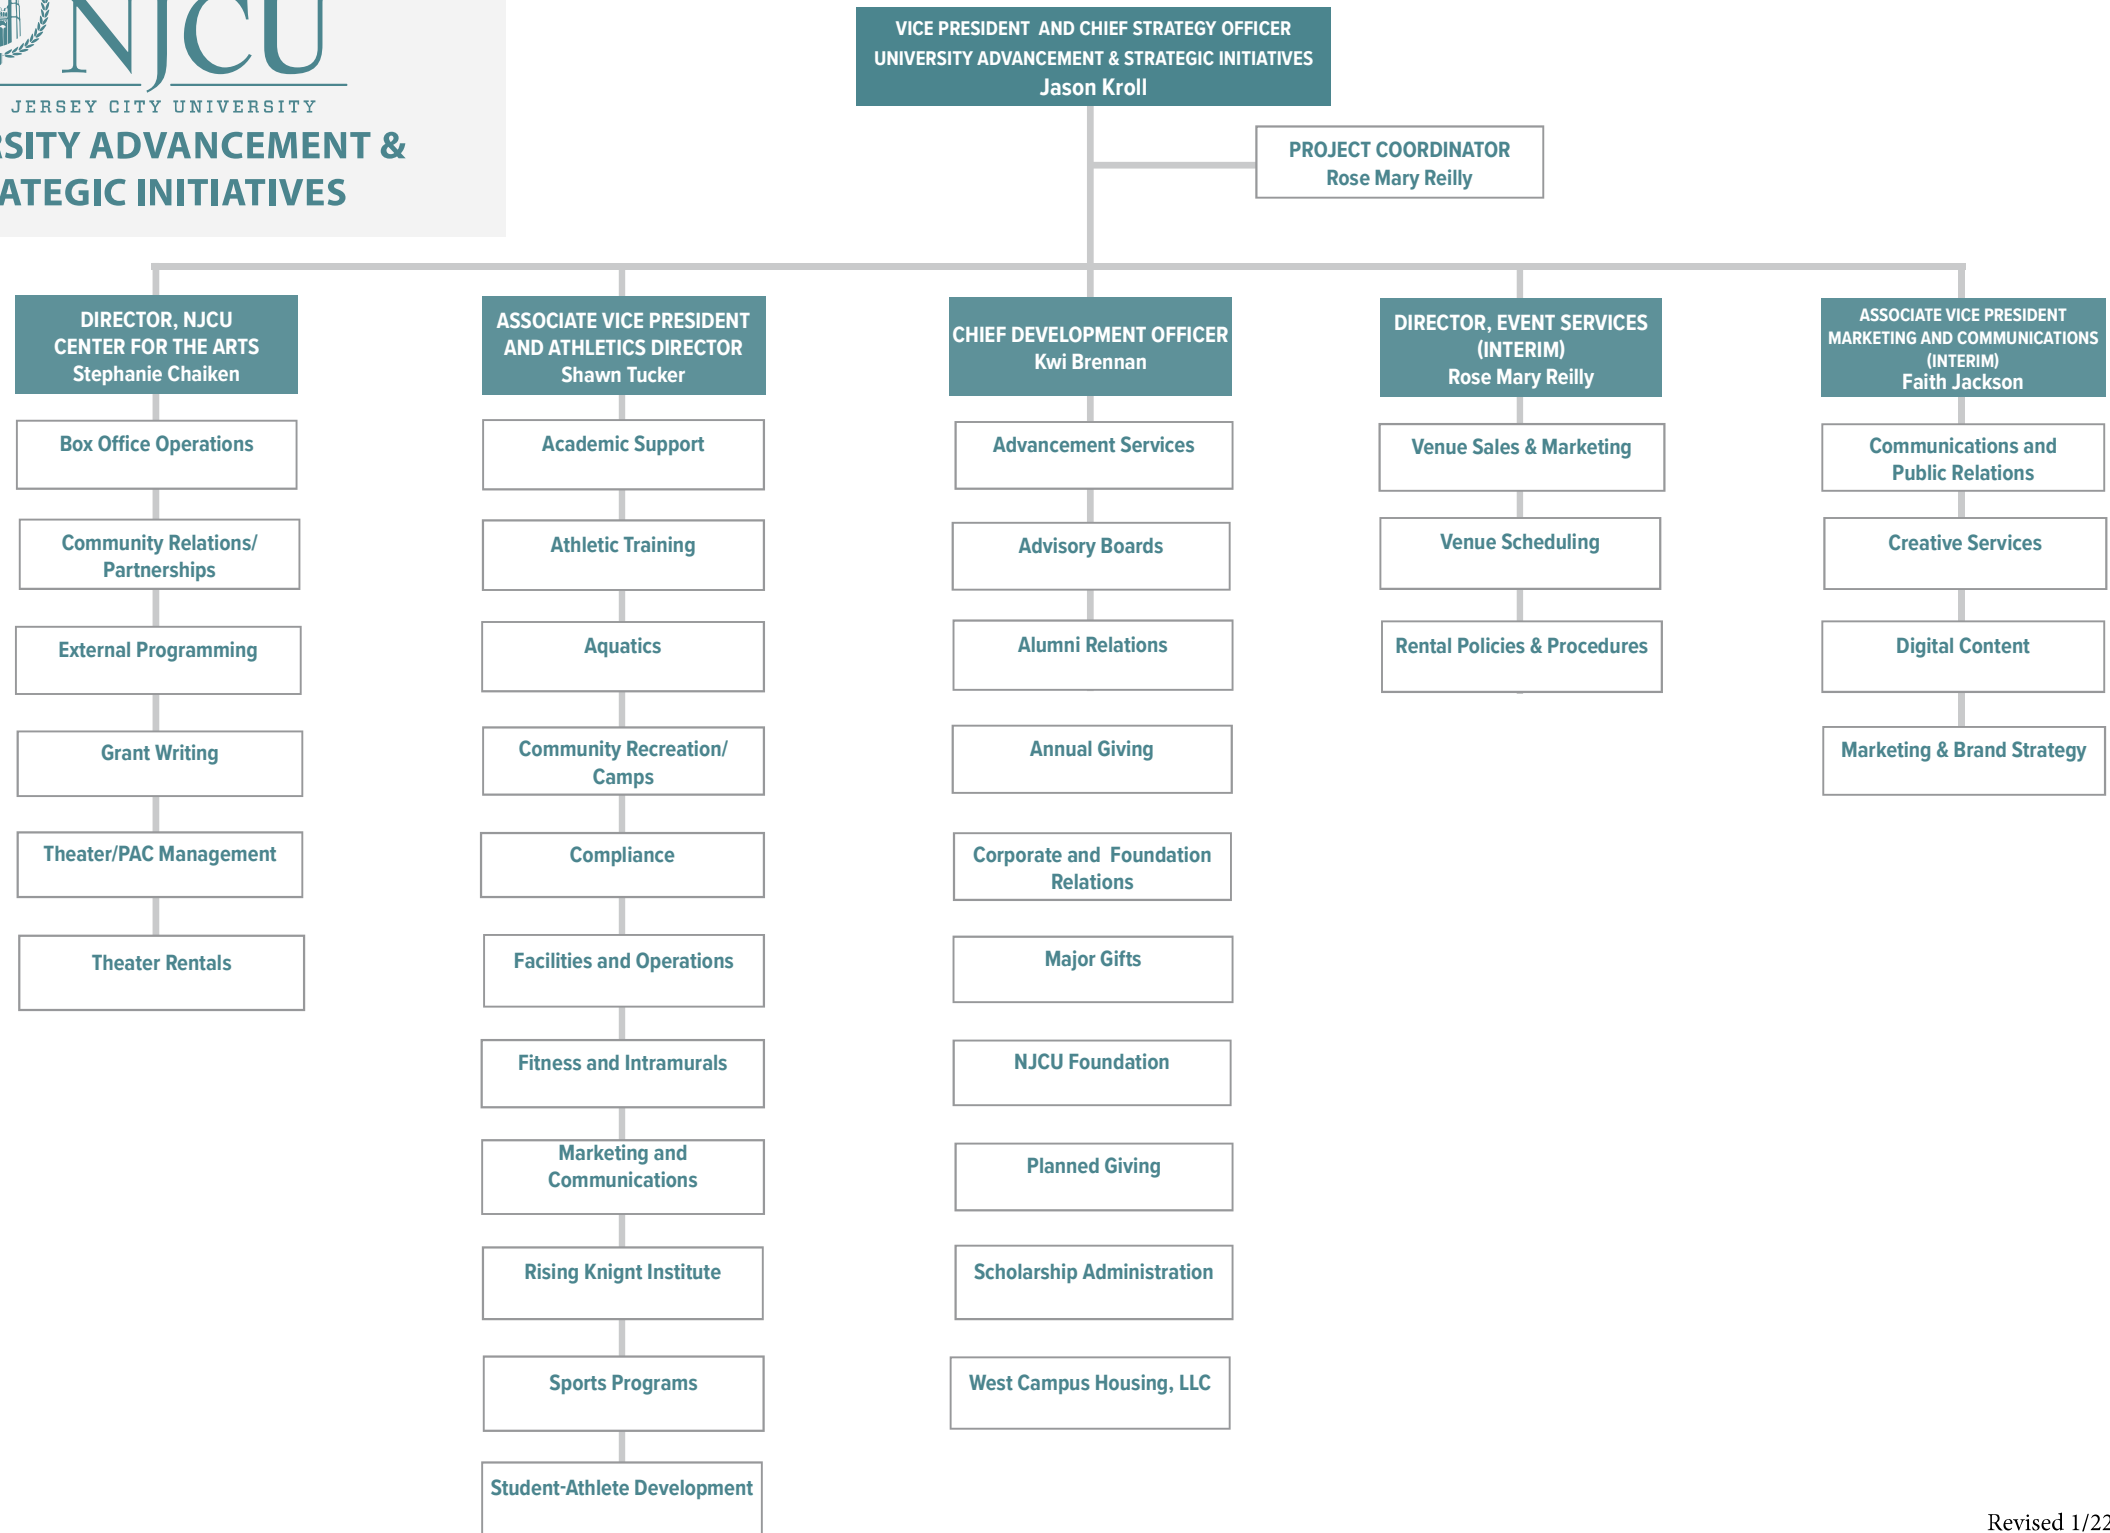 NJCU
JERSEY CITY UNIVERSITY
RSITY ADVANCEMENT &
ATEGIC INITIATIVES
VICE PRESIDENT AND CHIEF STRATEGY OFFICER
UNIVERSITY ADVANCEMENT & STRATEGIC INITIATIVES
Jason Kroll
PROJECT COORDINATOR
Rose Mary Reilly
DIRECTOR, NJCU
CENTER FOR THE ARTS
Stephanie Chaiken
Box Office Operations
Community Relations/
Partnerships
External Programming
Grant Writing
Theater/PAC Management
Theater Rentals
ASSOCIATE VICE PRESIDENT
AND ATHLETICS DIRECTOR
Shawn Tucker
Academic Support
Athletic Training
Aquatics
Community Recreation/
Camps
Compliance
Facilities and Operations
Fitness and Intramurals
Marketing and
Communications
Rising Knignt Institute
Sports Programs
Student-Athlete Development
CHIEF DEVELOPMENT OFFICER
Kwi Brennan
Advancement Services
Advisory Boards
Alumni Relations
Annual Giving
Corporate and Foundation
Relations
Major Gifts
NJCU Foundation
Planned Giving
Scholarship Administration
West Campus Housing, LLC
DIRECTOR, EVENT SERVICES
(INTERIM)
Rose Mary Reilly
Venue Sales & Marketing
Venue Scheduling
Rental Policies & Procedures
ASSOCIATE VICE PRESIDENT
MARKETING AND COMMUNICATIONS
(INTERIM)
Faith Jackson
Communications and
Public Relations
Creative Services
Digital Content
Marketing & Brand Strategy
Revised 1/22